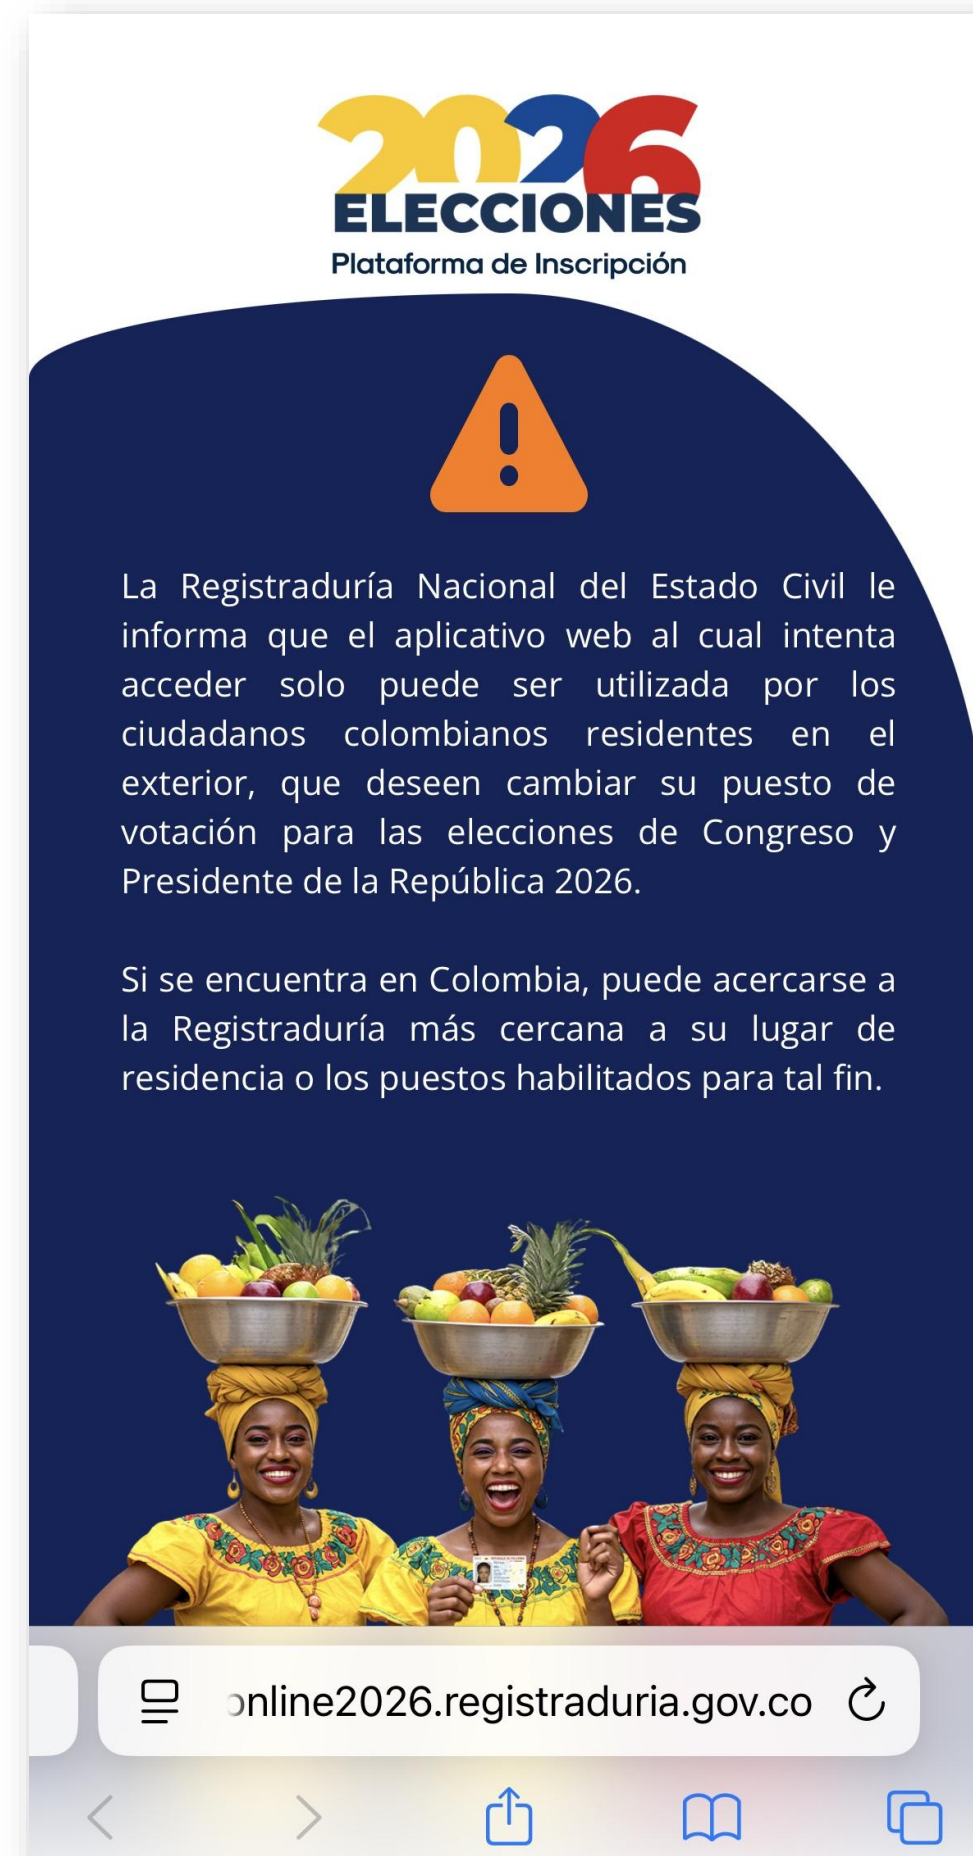 2026
ELECCIONES
Plataforma de Inscripción
La Registraduría Nacional del Estado Civil le
informa que el aplicativo web al cual intenta
acceder solo puede ser utilizada por los
ciudadanos colombianos residentes en el
exterior, que deseen cambiar su puesto de
votación para las elecciones de Congreso y
Presidente de la República 2026.
Si se encuentra en Colombia, puede acercarse a
la Registraduría más cercana a su lugar de
residencia o los puestos habilitados para tal fin.
online2026.registraduria.gov.co